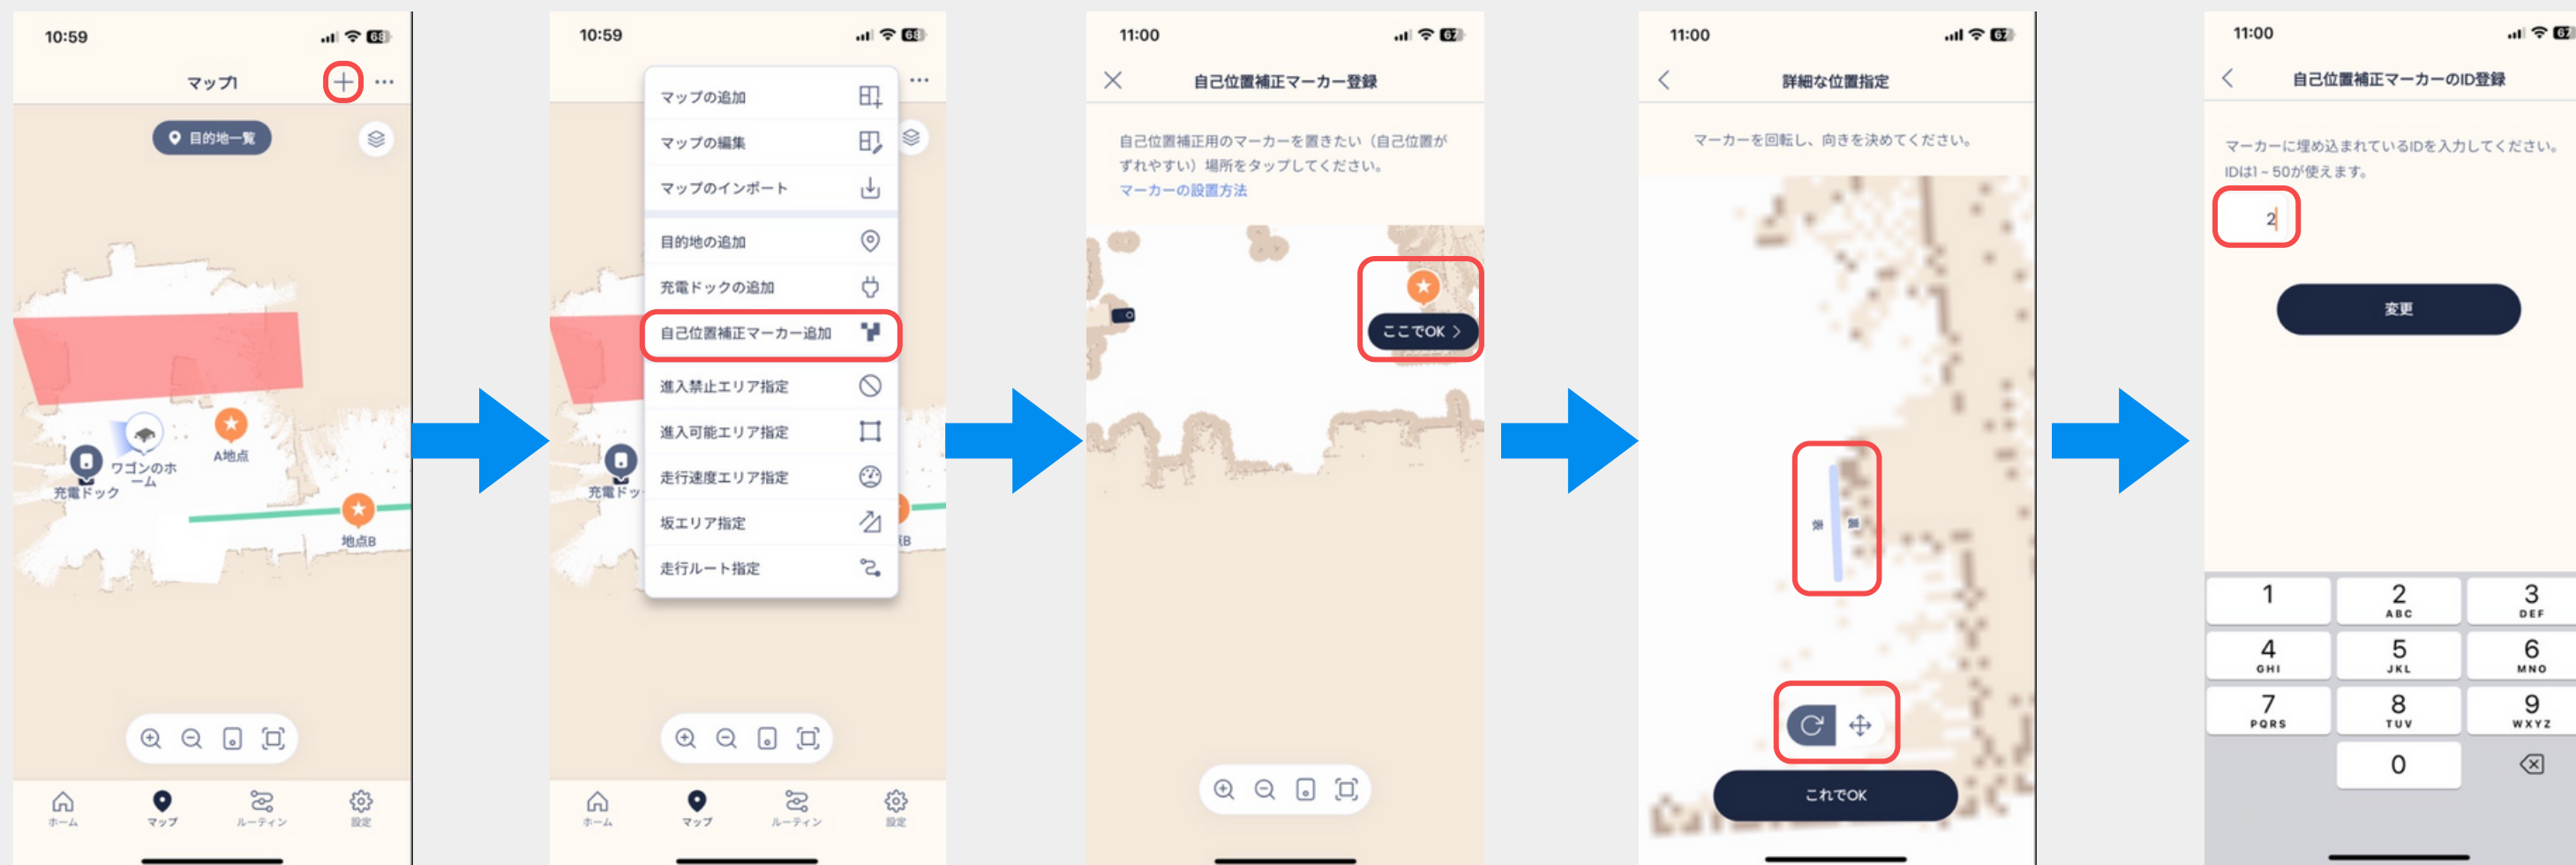 10:59
68
マップ1
目的地一覧
ワゴンのホ
ーム
A地点
充電ドック
地点B
ホーム
マップ
ルーティン
設定
10:59
68
マップの追加
マップの編集
マップのインポート
目的地の追加
充電ドックの追加
自己位置補正マーカー追加
進入禁止エリア指定
進入可能エリア指定
走行速度エリア指定
坂エリア指定
走行ルート指定
充電ドッ
B
ホーム
マップ
ルーティン
設定
11:00
67
自己位置補正マーカー登録
自己位置補正用のマーカーを置きたい（自己位置が
ずれやすい）場所をタップしてください。
マーカーの設置方法
ここでOK
11:00
67
詳細な位置指定
マーカーを回転し、向きを決めてください。
表
裏
これでOK
11:00
67
自己位置補正マーカーのID登録
マーカーに埋め込まれているIDを入力してください。
IDは1 ~ 50が使えます。
2
変更
1
2
ABC
3
DEF
4
GHI
5
JKL
6
MNO
7
PQRS
8
TUV
9
WXYZ
0